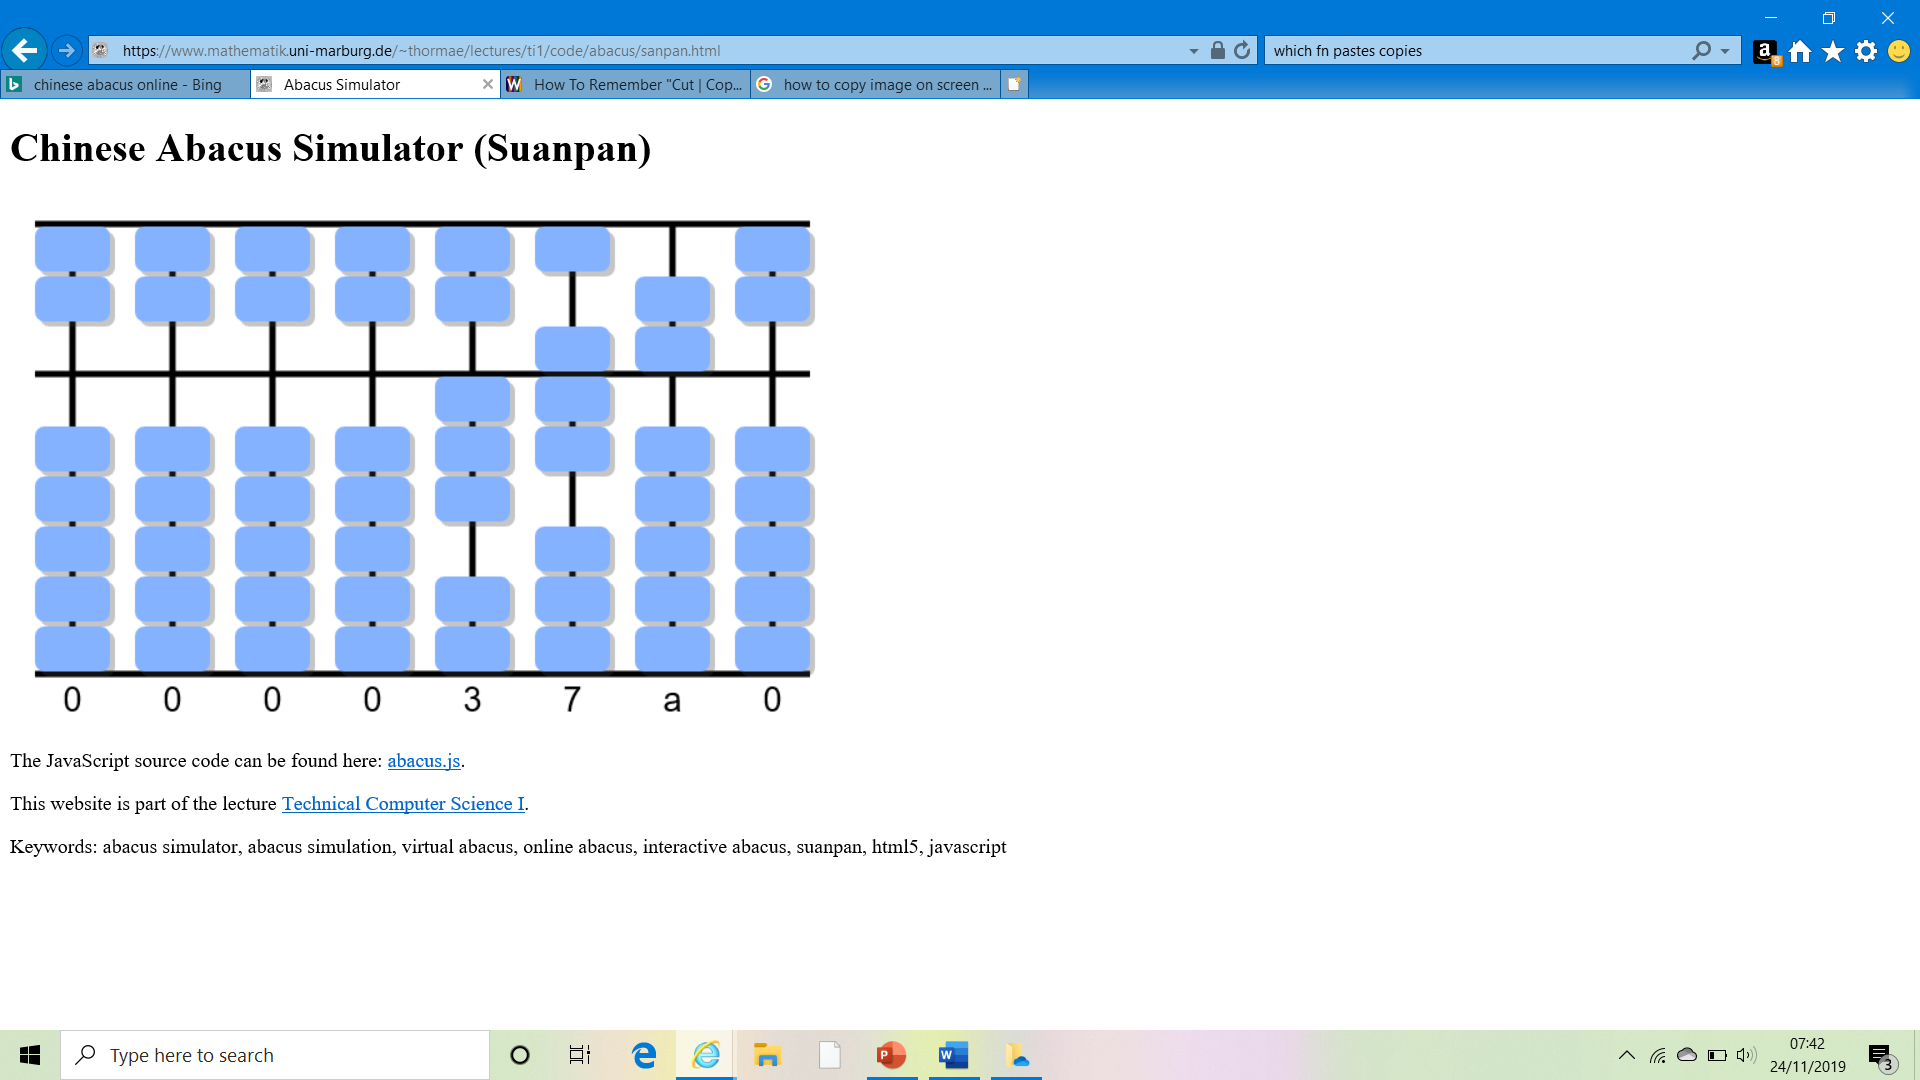 https://www.mathematik.uni-marburg.de/~thormae/lectures/ti1/code/abacus/sanpan.html
which fn pastes copies
chinese abacus online - Bing
Abacus Simulator
How To Remember "Cut | Cop...
how to copy image on screen ...
Chinese Abacus Simulator (Suanpan)
0 0 0 0 3 7 a 0
The JavaScript source code can be found here: abacus.js.
This website is part of the lecture Technical Computer Science I.
Keywords: abacus simulator, abacus simulation, virtual abacus, online abacus, interactive abacus, suanpan, html5, javascript
Type here to search
07:42
24/11/2019
3